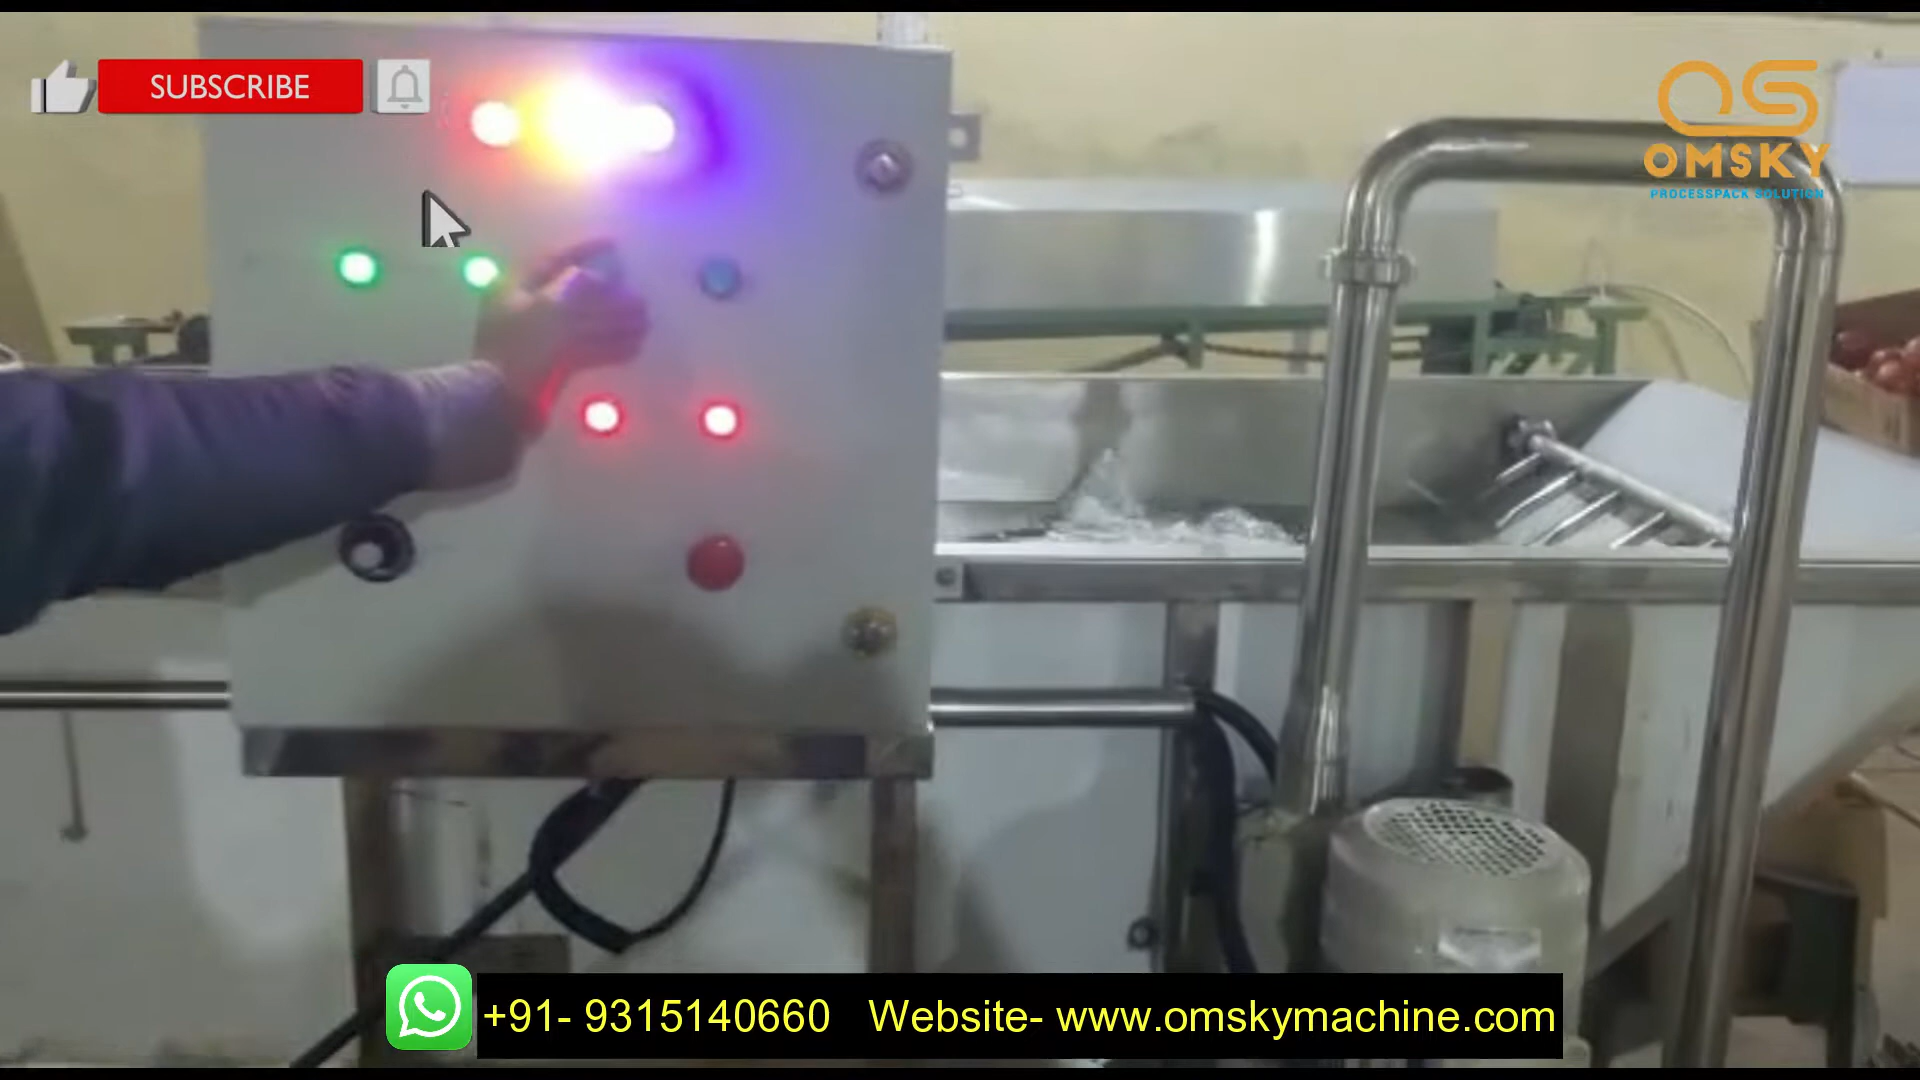 SUBSCRIBE
OMSKY
PROCESSPACK SOLUTION
+91- 9315140660 Website- www.omskymachine.com